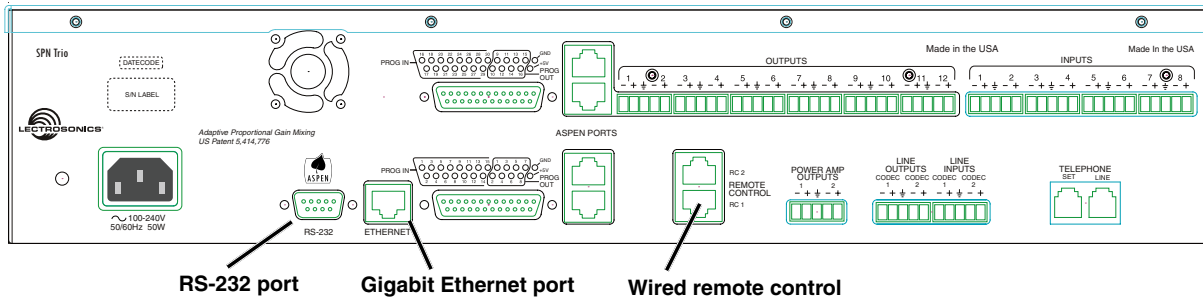 SPN Trio
DATECODE
S/N LABEL
LECTROSONICS®
Adaptive Proportional Gain Mixing
US Patent 5,414,776
100-240V
50/60Hz 50W
ASPEN
RS-232
ETHERNET
PROG IN
GND
+5V
PROG
OUT
PROG IN
GND
+5V
PROG
OUT
ASPEN PORTS
Made in the USA
OUTPUTS
1 2 3 4 5 6 7 8 9 10 11 12
- + - + - + - + - + - + - + - + - + - + - + - +
Made In the USA
INPUTS
1 2 3 4 5 6 7 8
- + - + - + - + - + - + - + - +
RC 2
REMOTE
CONTROL
RC 1
POWER AMP
OUTPUTS
1 2
- + - +
LINE
OUTPUTS
CODEC CODEC
1 2
- + - +
LINE
INPUTS
CODEC CODEC
1 2
- + - +
TELEPHONE
SET LINE
RS-232 port
Gigabit Ethernet port
Wired remote control